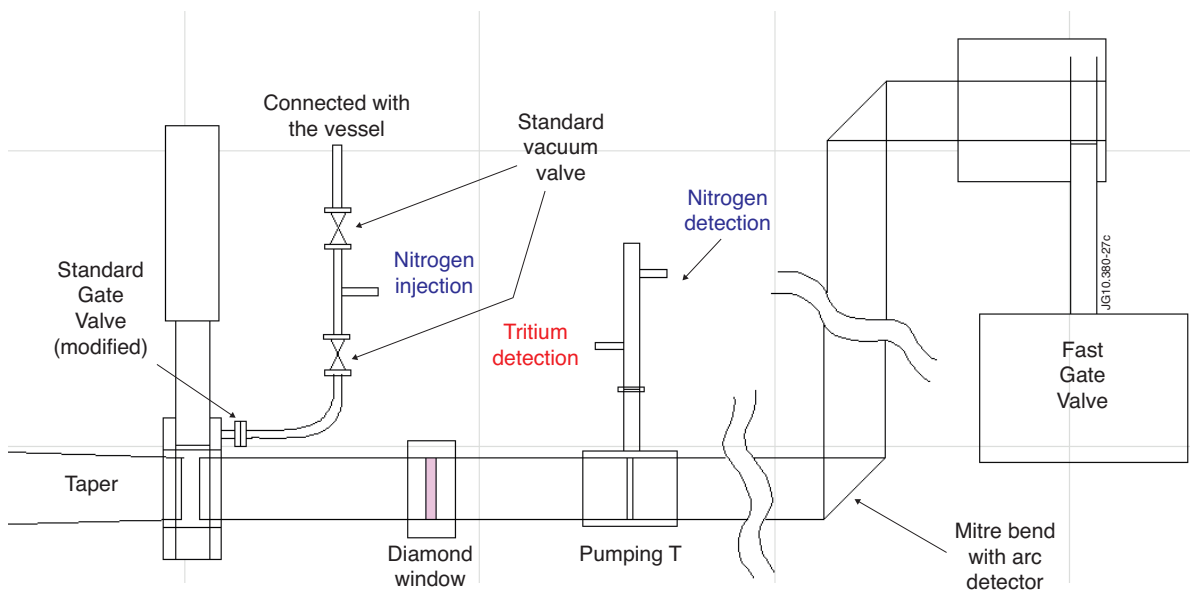 Connected with
the vessel
Standard
vacuum
valve
Nitrogen
detection
Nitrogen
injection
Standard
Gate
Valve
(modified)
Tritium
detection
JG10.380-27c
Fast
Gate
Valve
Taper
Diamond
window
Pumping T
Mitre bend
with arc
detector